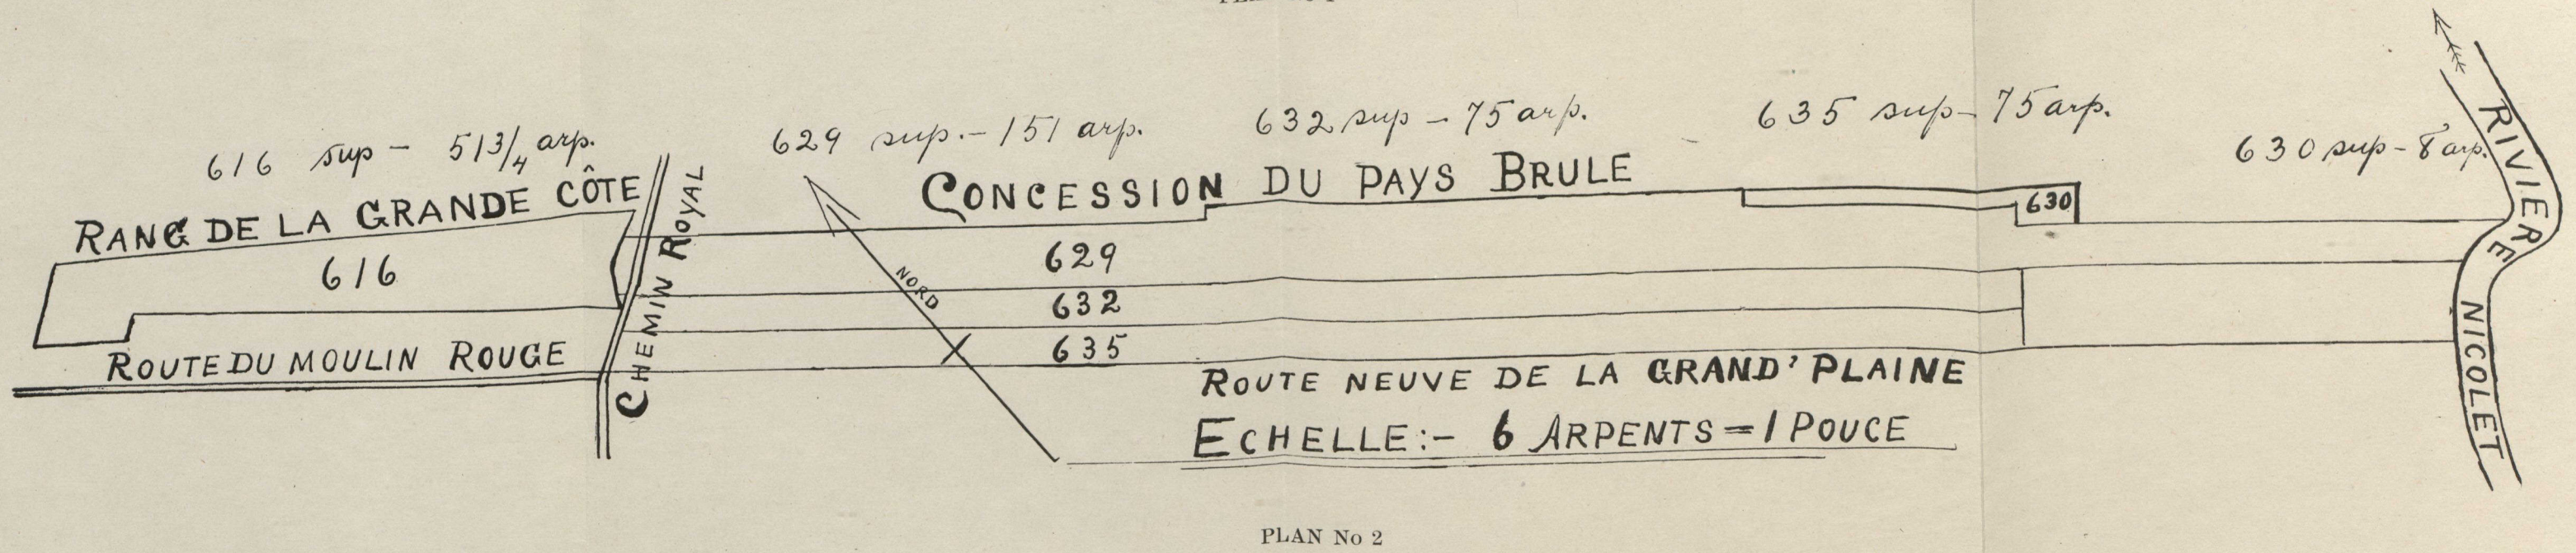 616 sup - 51 3/4 arp.
629 sup. - 151 arp.
632 sup - 75 arp.
635 sup - 75 arp.
630 sup - 8 arp.
RANG DE LA GRANDE CÔTE
CHEMIN ROYAL
CONCESSION DU PAYS BRULE
630
RIVIERE NICOLET
616
629
NORD
632
635
ROUTE DU MOULIN ROUGE
ROUTE NEUVE DE LA GRAND' PLAINE
ECHELLE:- 6 ARPENTS = 1 POUCE
PLAN No 2